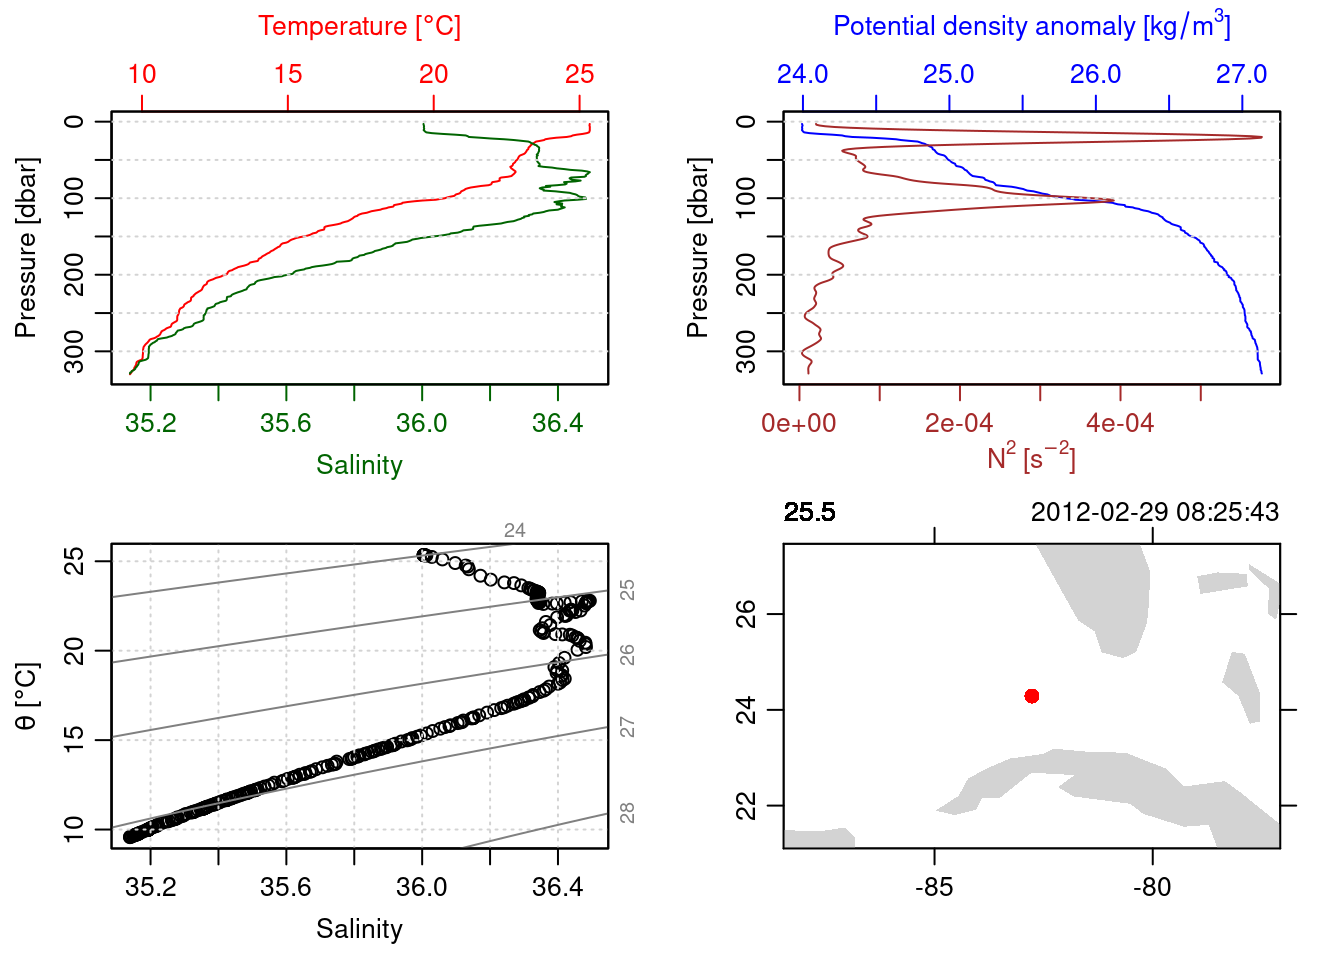 Temperature [°C]
10 15 20 25
Pressure [dbar]
0
100
200
300
35.2 35.6 36.0 36.4
Salinity
Potential density anomaly [kg/m³]
24.0 25.0 26.0 27.0
Pressure [dbar]
0
100
200
300
0e+00 2e-04 4e-04
N² [s⁻²]
24
25
26
27
28
θ [°C]
25
20
15
10
35.2 35.6 36.0 36.4
Salinity
25.5 2012-02-29 08:25:43
26
24
22
-85 -80